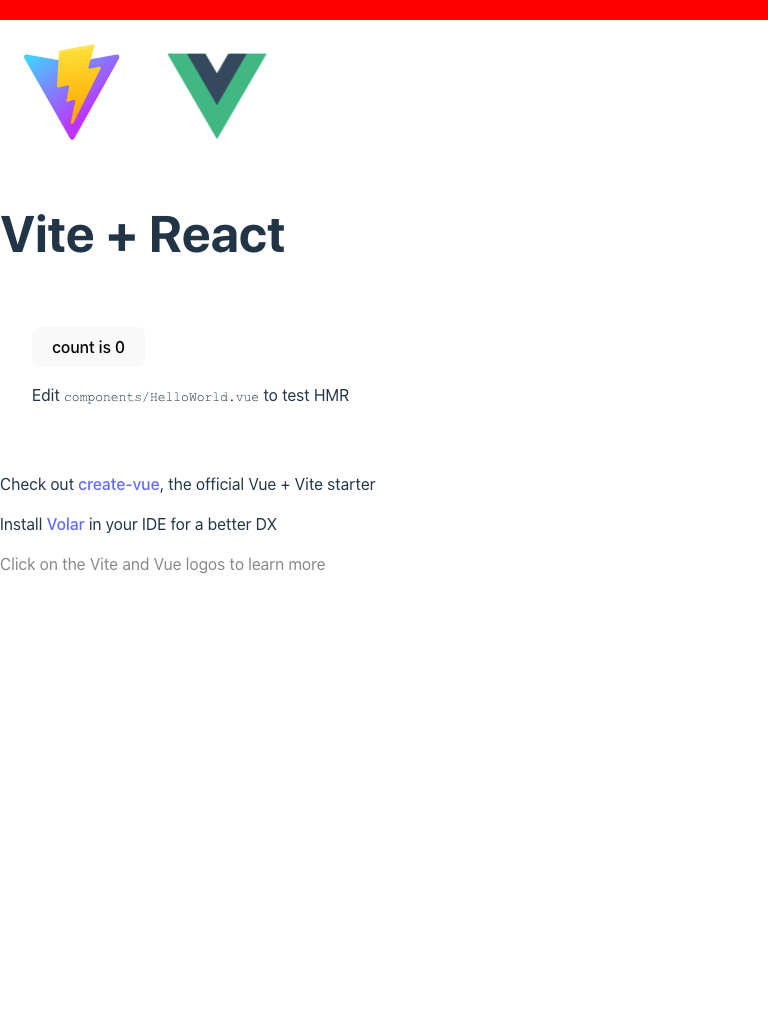 Vite + React
count is 0
Edit components/HelloWorld.vue to test HMR
Check out create-vue, the official Vue + Vite starter
Install Volar in your IDE for a better DX
Click on the Vite and Vue logos to learn more